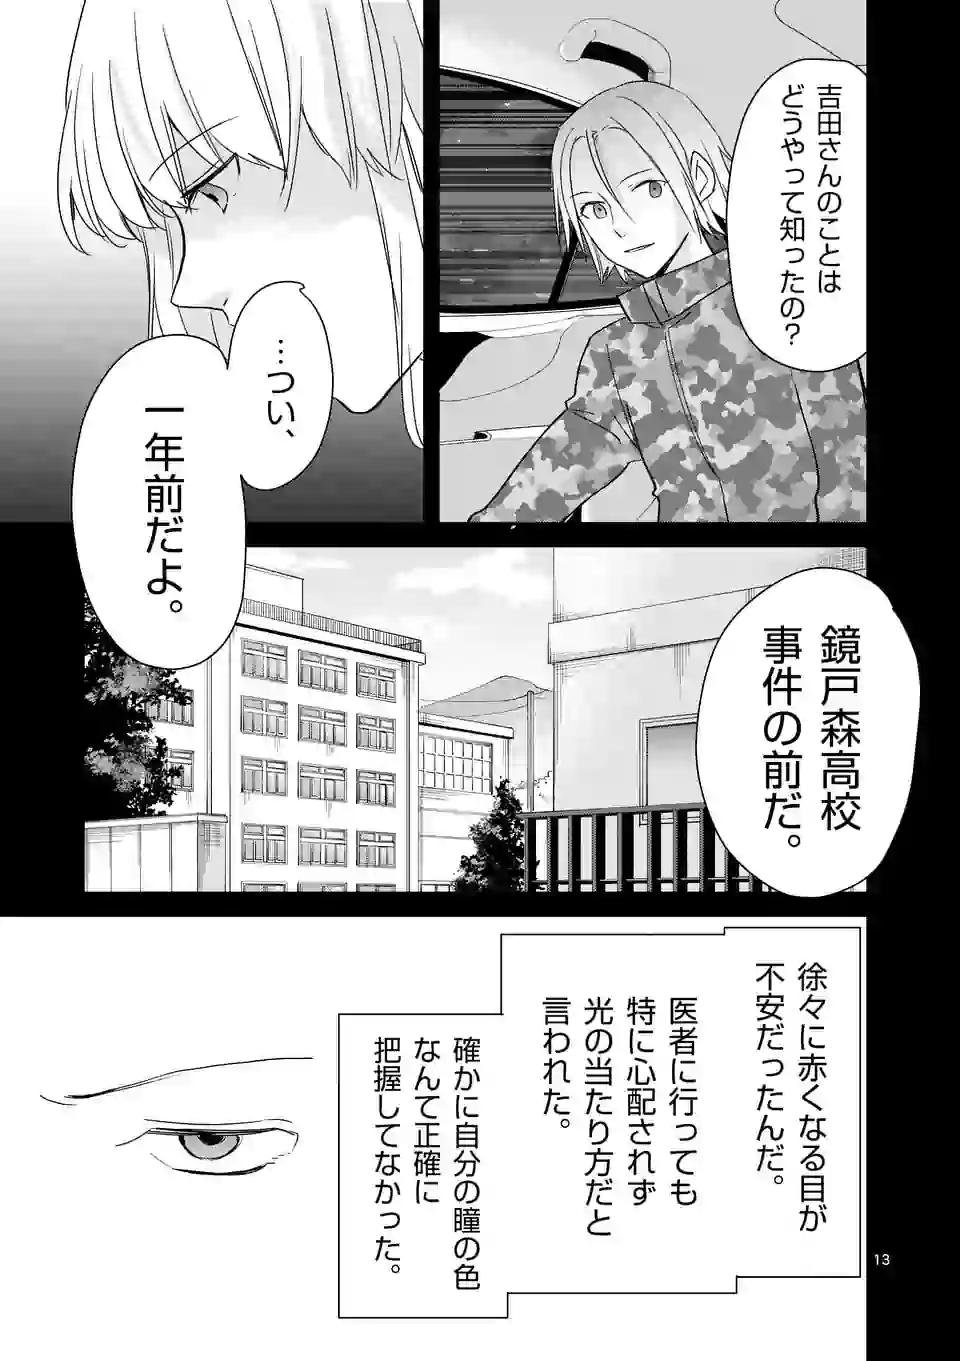 吉田さんのことは
どうやって知ったの？
…つい、
一年前だよ。
鏡戸森高校
事件の前だ。
徐々に赤くなる目が
不安だったんだ。
医者に行っても
特に心配されず
光の当たり方だと
言われた。
確かに自分の瞳の色
なんて正確に
把握してなかった。
13